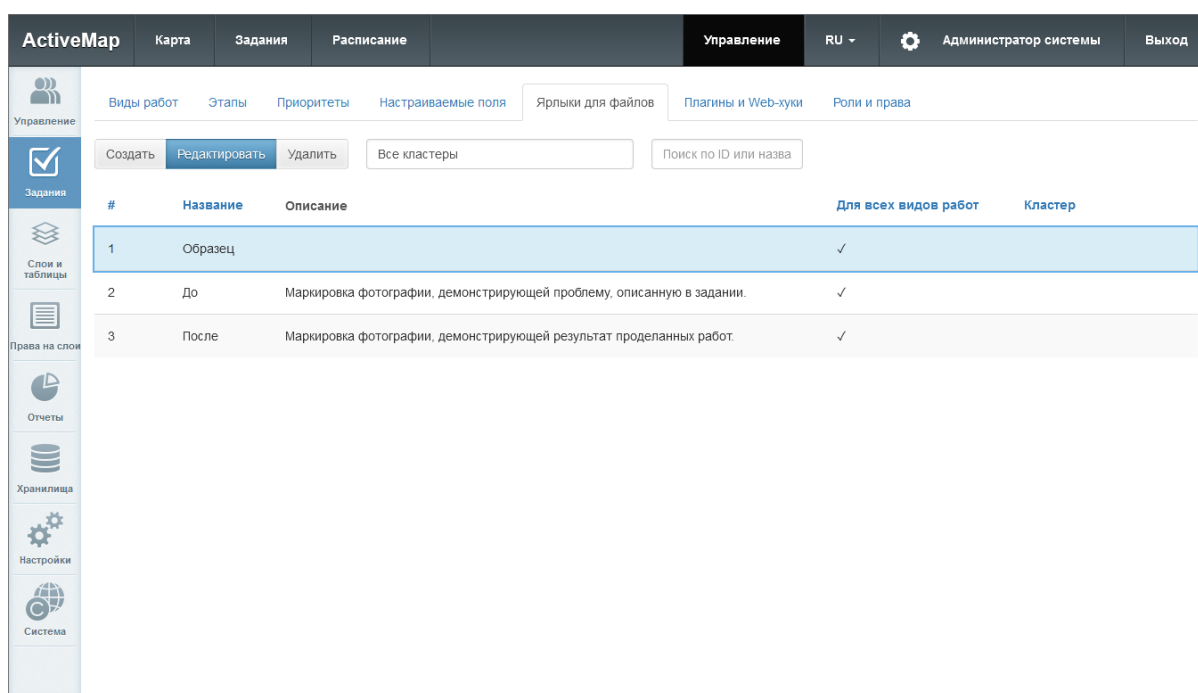 ActiveMap Карта Задания Расписание Управление RU Администратор системы Выход
Управление
Задания
Слои и
таблицы
Права на слои
Отчеты
Хранилища
Настройки
Система
Виды работ Этапы Приоритеты Настраиваемые поля Ярлыки для файлов Плагины и Web-хуки Роли и права
Создать Редактировать Удалить Все кластеры Поиск по ID или назва
# Название Описание Для всех видов работ Кластер
1 Образец ✓
2 До Маркировка фотографии, демонстрирующей проблему, описанную в задании. ✓
3 После Маркировка фотографии, демонстрирующей результат проделанных работ. ✓